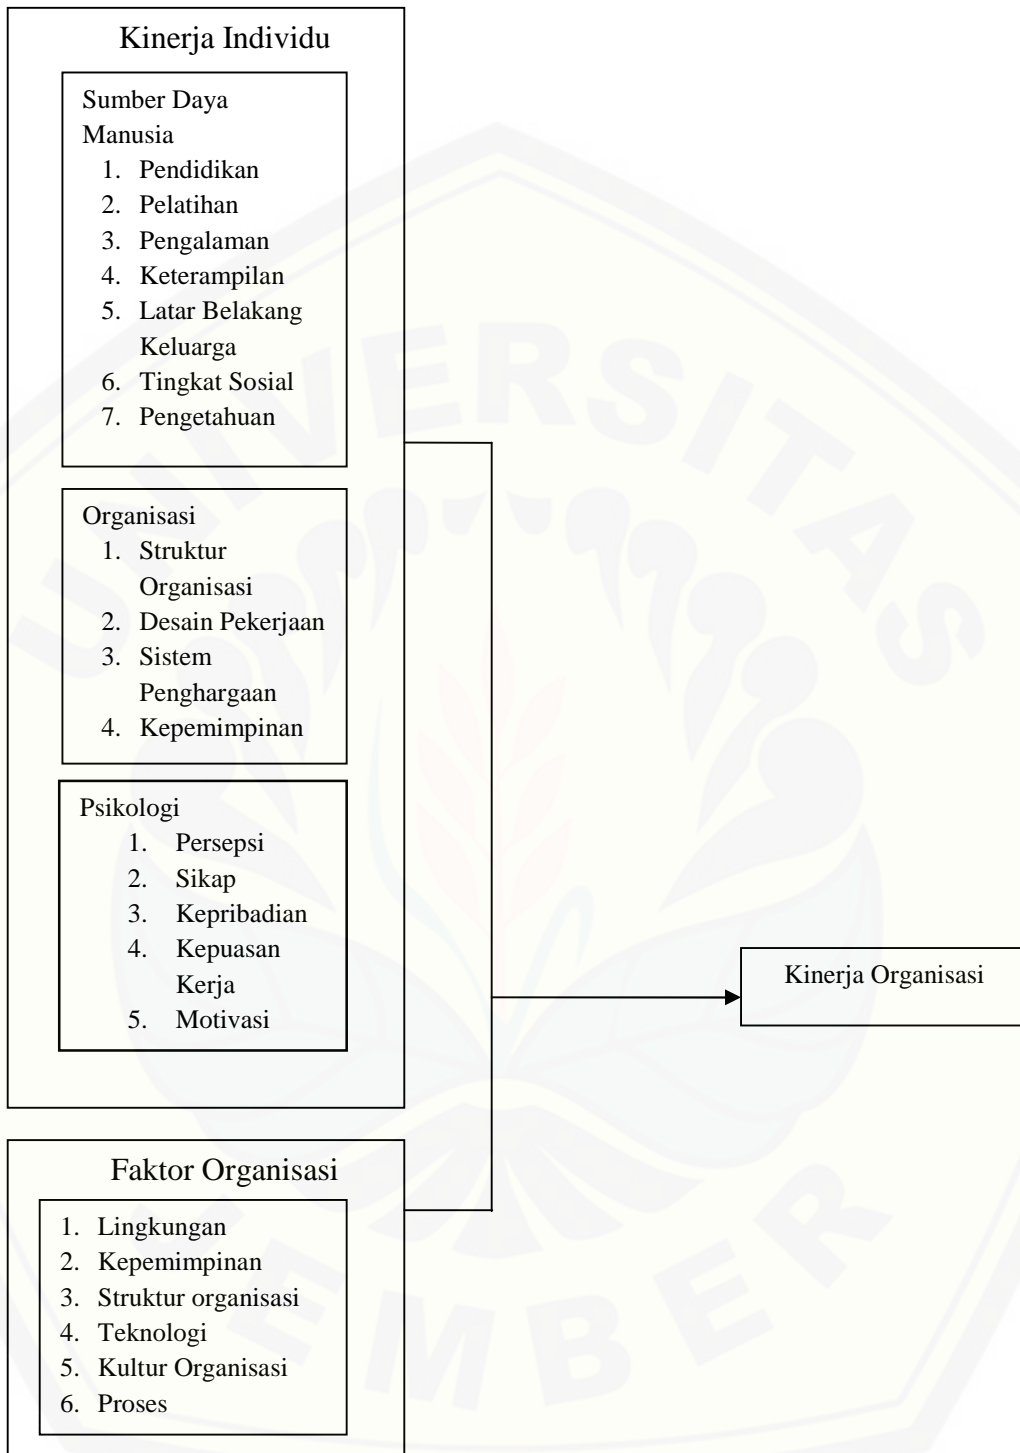 Kinerja Individu
Sumber Daya
Manusia
1. Pendidikan
2. Pelatihan
3. Pengalaman
4. Keterampilan
5. Latar Belakang
Keluarga
6. Tingkat Sosial
7. Pengetahuan
Organisasi
1. Struktur
Organisasi
2. Desain Pekerjaan
3. Sistem
Penghargaan
4. Kepemimpinan
Psikologi
1. Persepsi
2. Sikap
3. Kepribadian
4. Kepuasan
Kerja
5. Motivasi
Kinerja Organisasi
Faktor Organisasi
1. Lingkungan
2. Kepemimpinan
3. Struktur organisasi
4. Teknologi
5. Kultur Organisasi
6. Proses
UNIVERSITAS
JEMBER